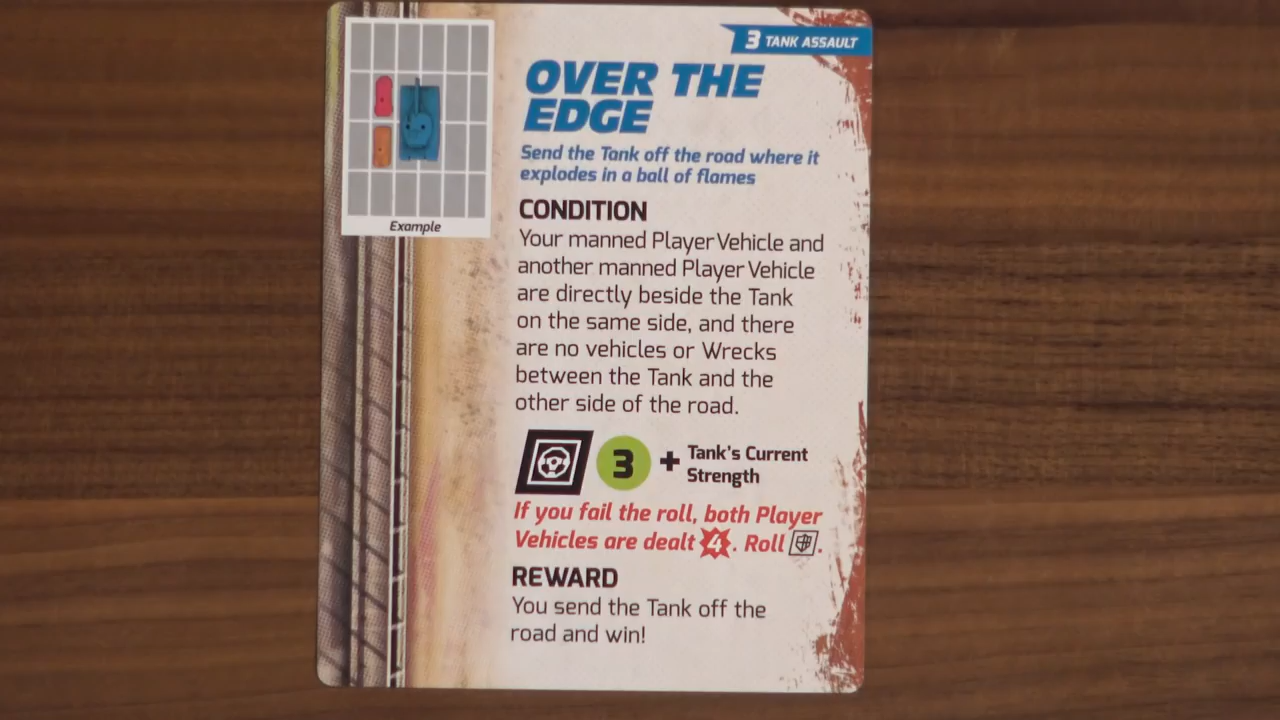 3 TANK ASSAULT
OVER THE
EDGE
Send the Tank off the road where it
explodes in a ball of flames
Example
CONDITION
Your manned Player Vehicle and
another manned Player Vehicle
are directly beside the Tank
on the same side, and there
are no vehicles or Wrecks
between the Tank and the
other side of the road.
3 + Tank's Current
Strength
If you fail the roll, both Player
Vehicles are dealt 4. Roll .
REWARD
You send the Tank off the
road and win!